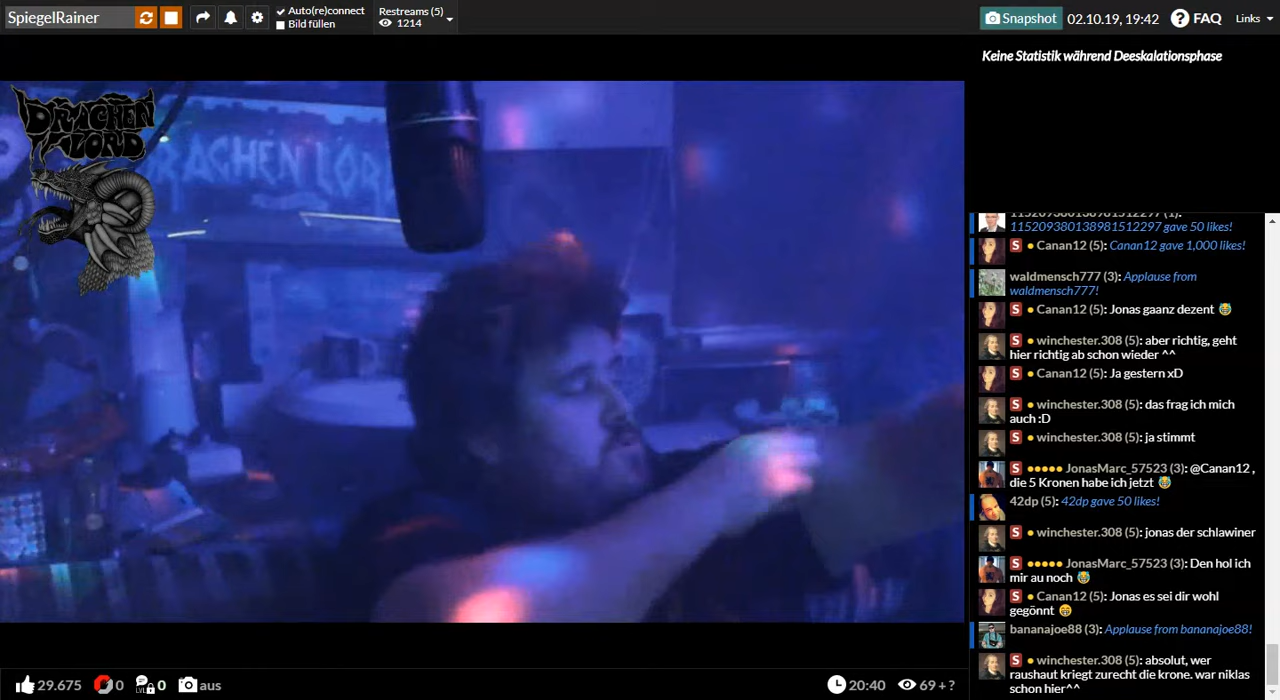 SpiegelRainer
Auto(re)connect
Bild füllen
Restreams (5)
1214
Snapshot
02.10.19, 19:42
FAQ
Links
Keine Statistik während Deeskalationsphase
DRACHEN
LORD
DRACHEN LORD
115209380138981512297 (1):
115209380138981512297 gave 50 likes!
S Canan12 (5): Canan12 gave 1,000 likes!
waldmensch777 (3): Applause from
waldmensch777!
S Canan12 (5): Jonas gaanz dezent 😭
S winchester.308 (5): aber richtig, geht
hier richtig ab schon wieder ^^
S Canan12 (5): Ja gestern xD
S winchester.308 (5): das frag ich mich
auch :D
S winchester.308 (5): ja stimmt
S JonasMarc_57523 (3): @Canan12 ,
die 5 Kronen habe ich jetzt 😭
42dp (5): 42dp gave 50 likes!
S winchester.308 (5): jonas der schlawiner
S JonasMarc_57523 (3): Den hol ich
mir au noch 😭
S Canan12 (5): Jonas es sei dir wohl
gegönnt 😁
bananajoe88 (3): Applause from bananajoe88!
S winchester.308 (5): absolut, wer
raushaut kriegt zurecht die krone. war niklas
schon hier^^
29.675
0
0
aus
20:40
69 + ?